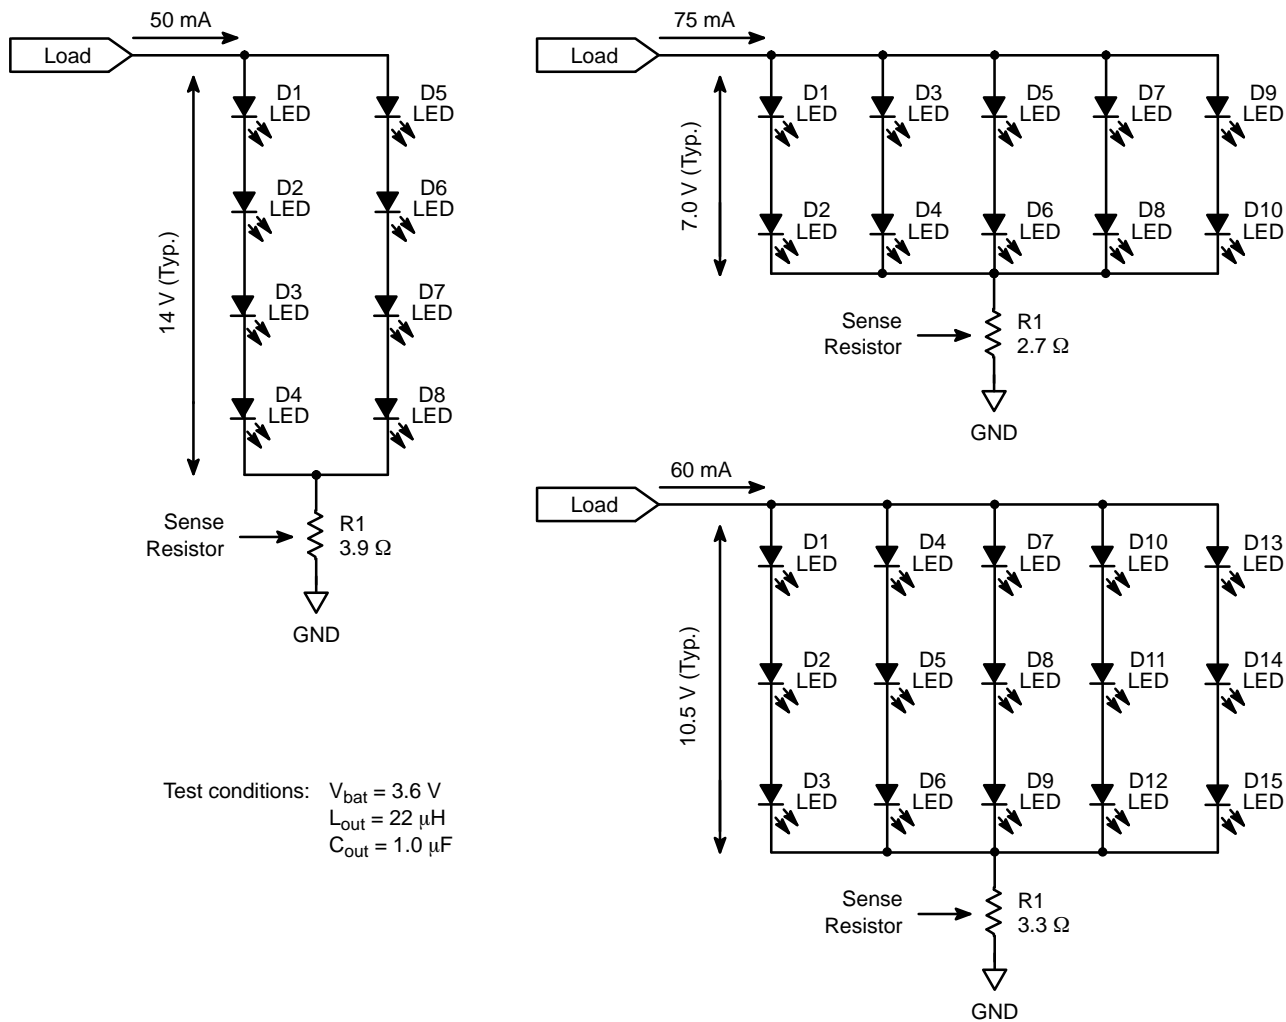 50 mA
Load
14 V (Typ.)
D1
LED
D5
LED
D2
LED
D6
LED
D3
LED
D7
LED
D4
LED
D8
LED
Sense
Resistor
R1
3.9 Ω
GND
75 mA
Load
7.0 V (Typ.)
D1
LED
D3
LED
D5
LED
D7
LED
D9
LED
D2
LED
D4
LED
D6
LED
D8
LED
D10
LED
Sense
Resistor
R1
2.7 Ω
GND
60 mA
Load
10.5 V (Typ.)
D1
LED
D4
LED
D7
LED
D10
LED
D13
LED
D2
LED
D5
LED
D8
LED
D11
LED
D14
LED
D3
LED
D6
LED
D9
LED
D12
LED
D15
LED
Sense
Resistor
R1
3.3 Ω
GND
Test conditions: Vbat = 3.6 V
Lout = 22 μH
Cout = 1.0 μF